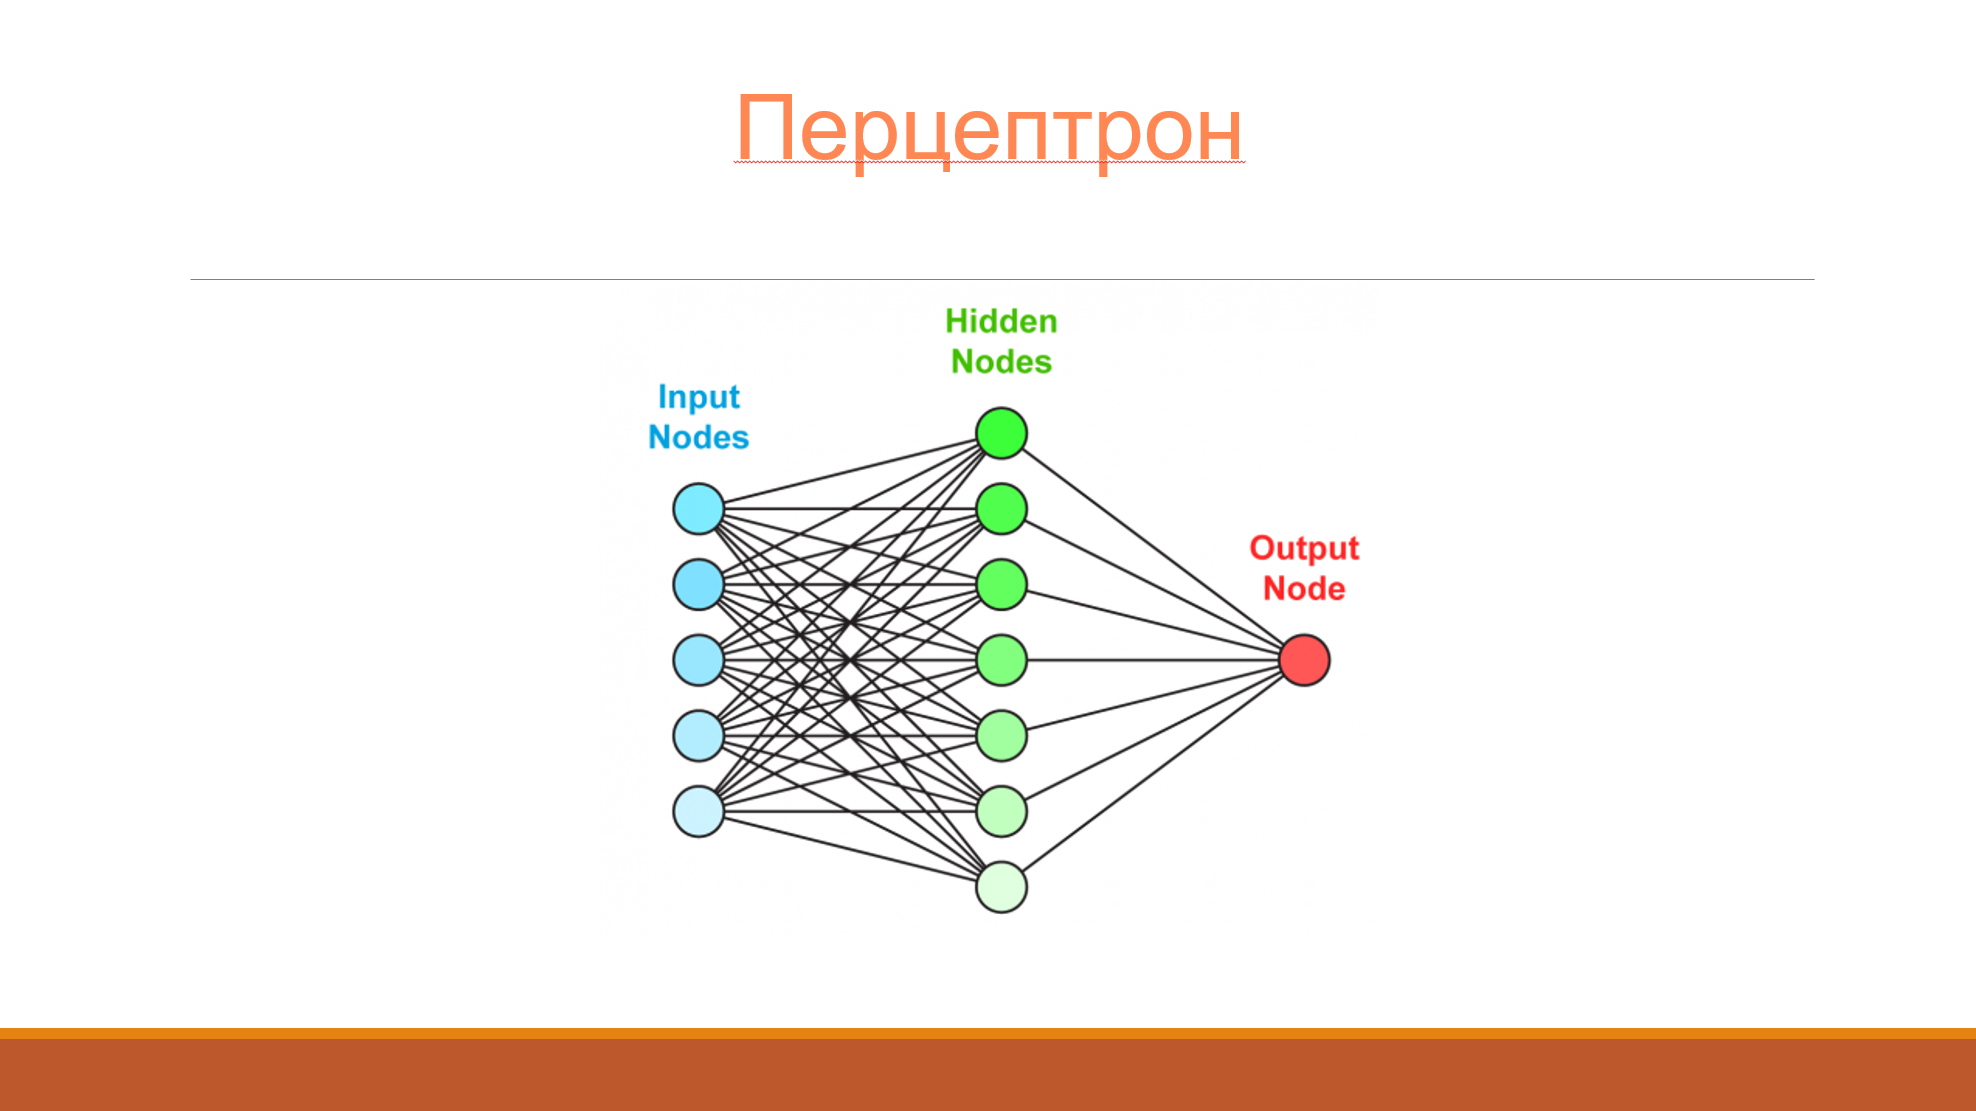 Перцептрон
Hidden
Nodes
Input
Nodes
Output
Node